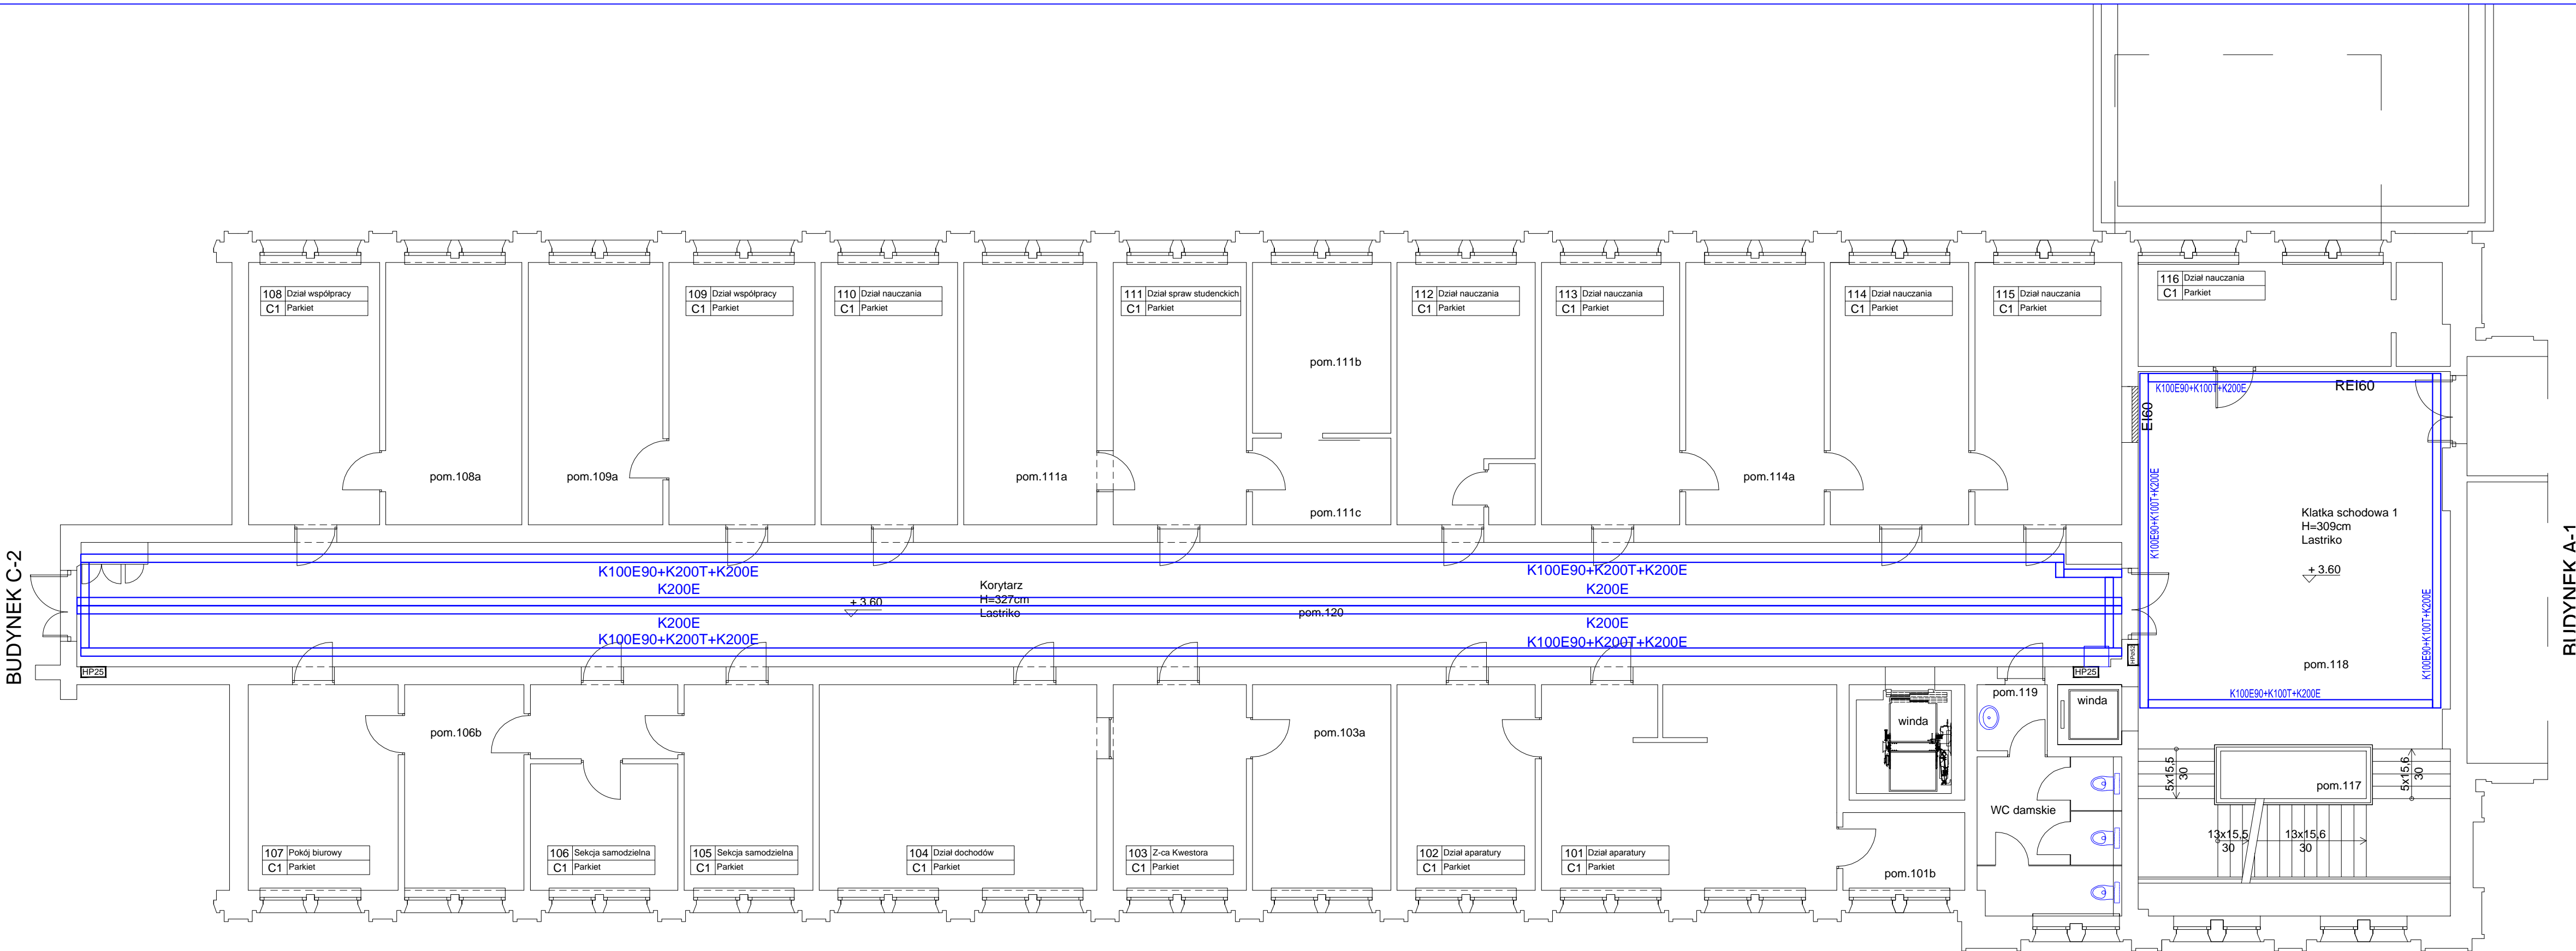 108 Dział współpracy
C1 Parkiet
109 Dział współpracy
C1 Parkiet
110 Dział nauczania
C1 Parkiet
111 Dział spraw studenckich
C1 Parkiet
112 Dział nauczania
C1 Parkiet
113 Dział nauczania
C1 Parkiet
114 Dział nauczania
C1 Parkiet
115 Dział nauczania
C1 Parkiet
116 Dział nauczania
C1 Parkiet
pom.111b
K100E90+K100T+K200E
REI60
EI60
pom.108a
pom.109a
pom.111a
pom.114a
pom.111c
K100E90+K100T+K200E
Klatka schodowa 1
H=309cm
Lastriko
+ 3.60
BUDYNEK C-2
BUDYNEK A-1
K100E90+K200T+K200E
K200E
K100E90+K200T+K200E
K200E
Korytarz
H=327cm
Lastriko
+ 3.60
pom.120
K200E
K100E90+K200T+K200E
K200E
K100E90+K200T+K200E
K100E90+K100T+K200E
HP25
HP25
HP52
pom.118
K100E90+K100T+K200E
pom.119
winda
winda
pom.106b
pom.103a
5x15,5
30
5x15,6
30
pom.117
WC damskie
13x15,5
30
13x15,6
30
107 Pokój biurowy
C1 Parkiet
106 Sekcja samodzielna
C1 Parkiet
105 Sekcja samodzielna
C1 Parkiet
104 Dział dochodów
C1 Parkiet
103 Z-ca Kwestora
C1 Parkiet
102 Dział aparatury
C1 Parkiet
101 Dział aparatury
C1 Parkiet
pom.101b